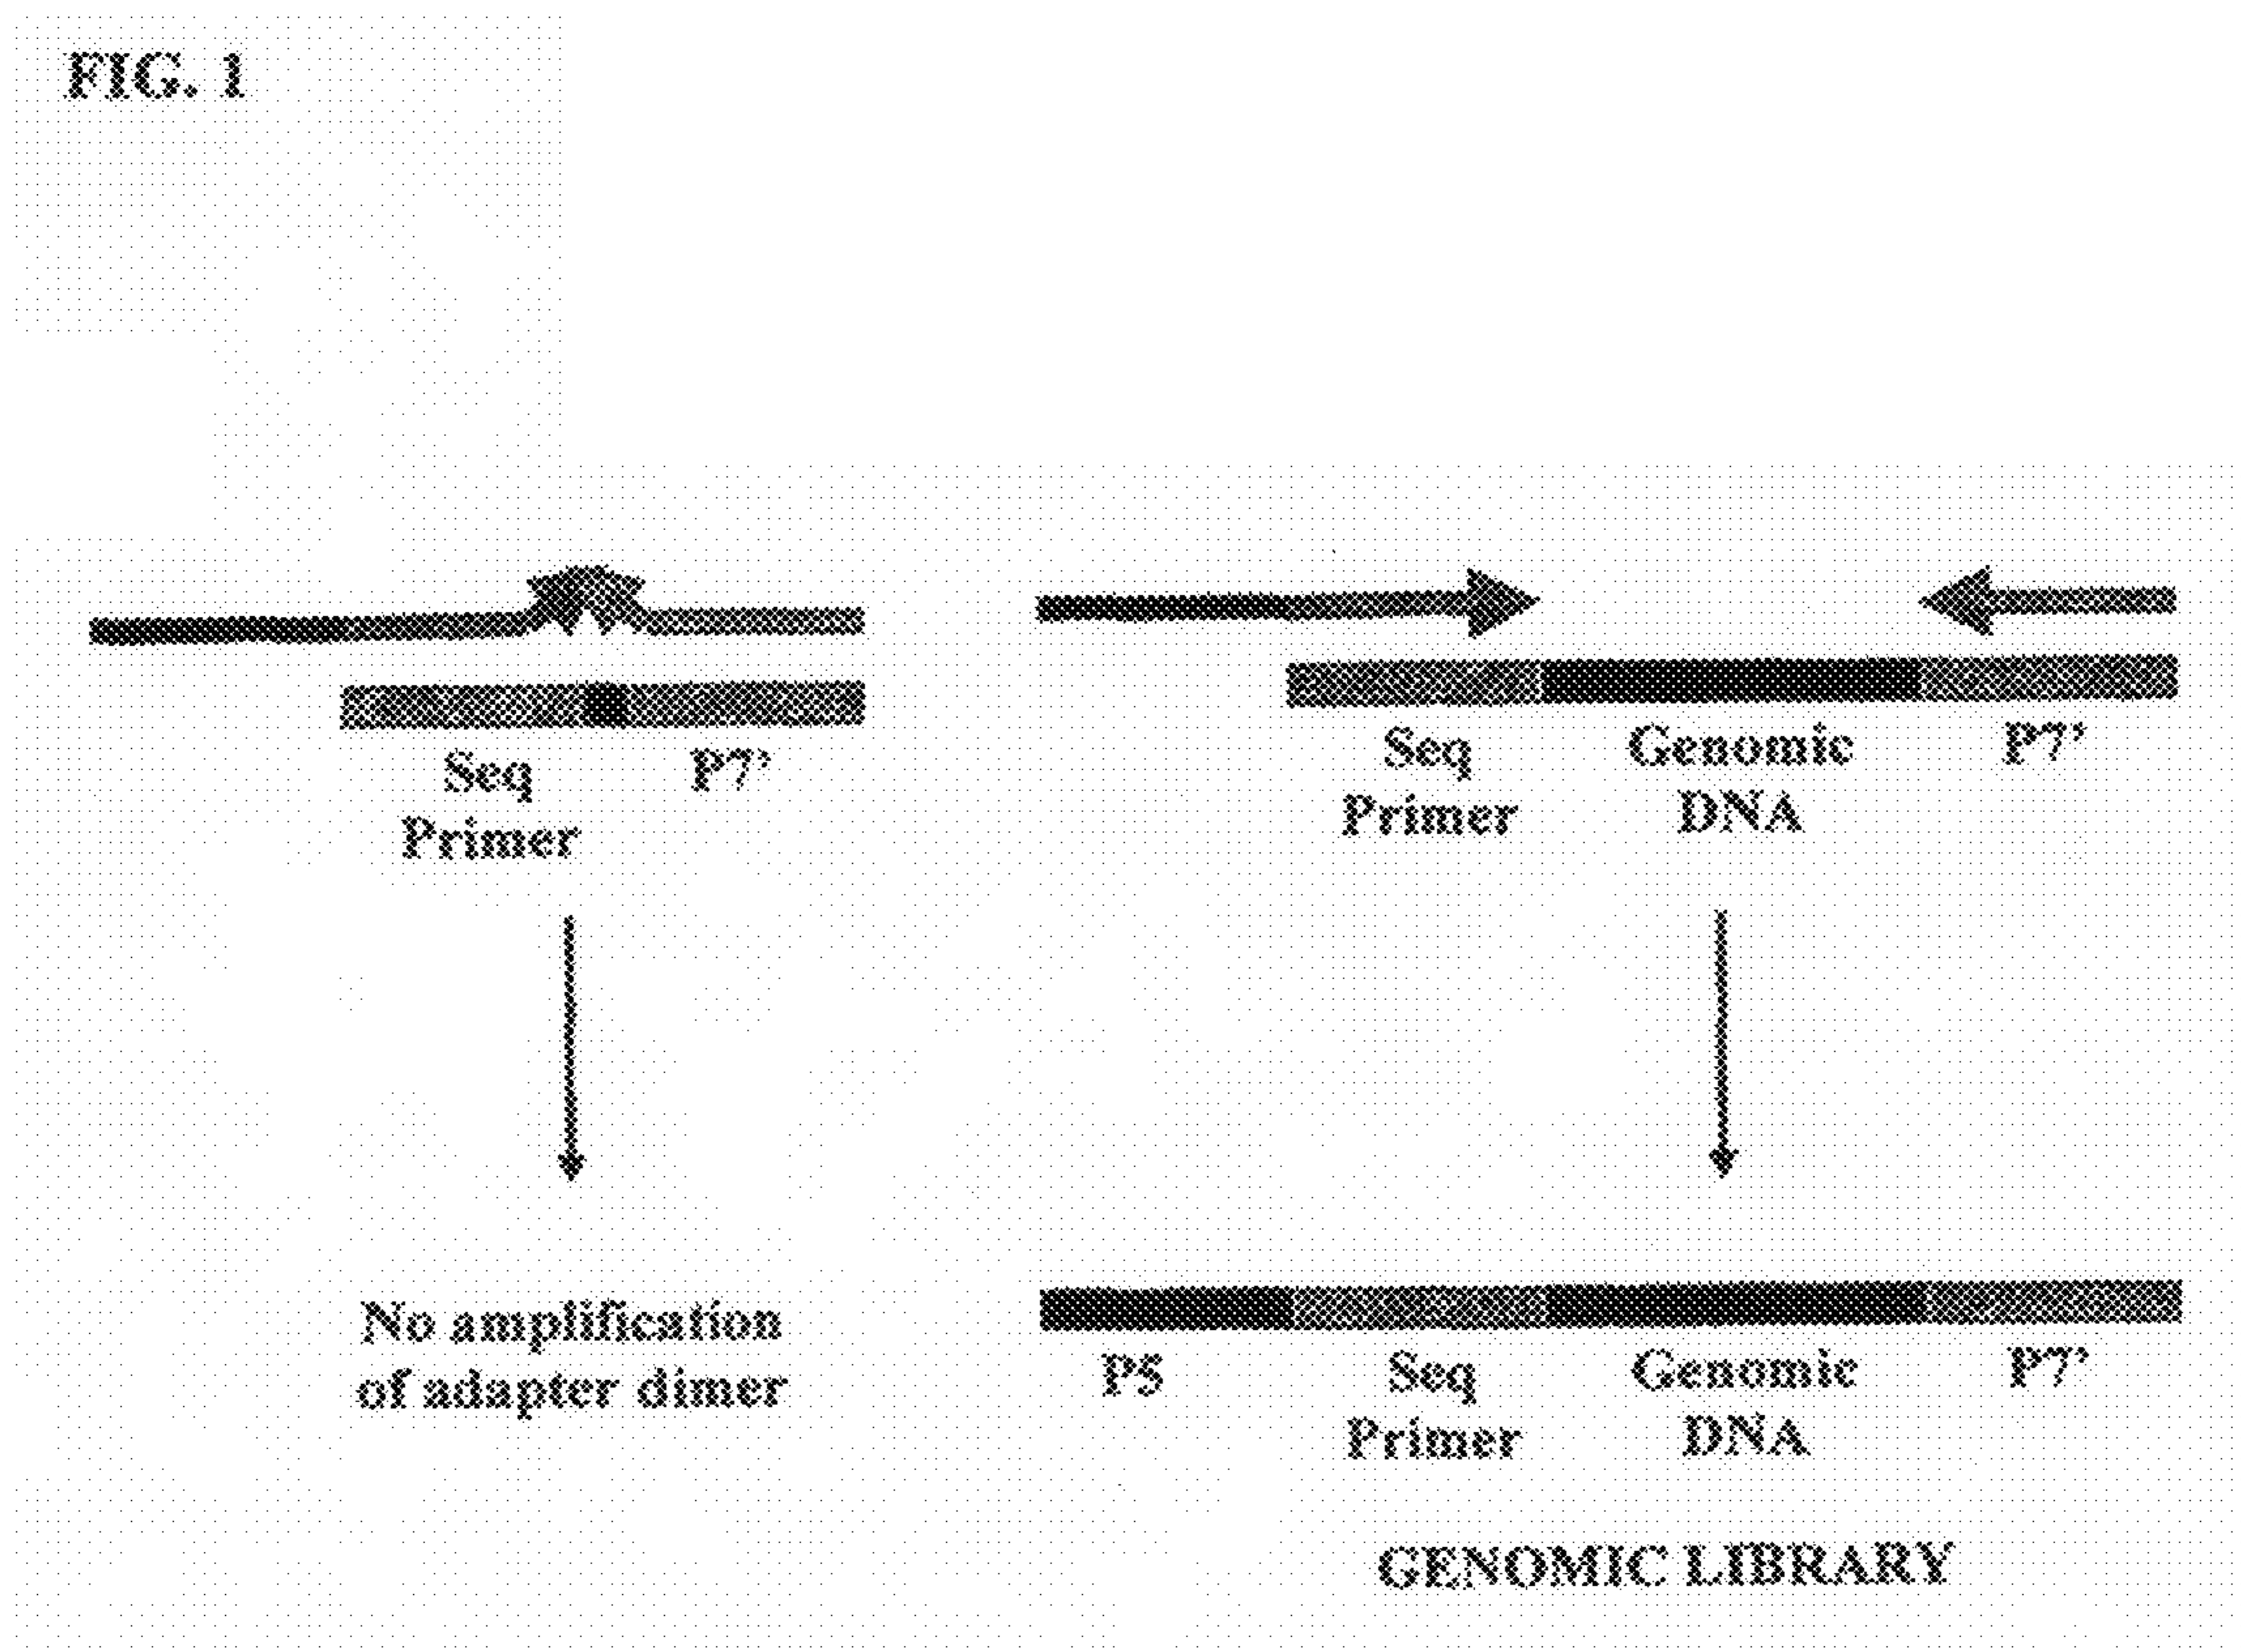 FIG. 1
Seq
Primer
P7'
Seq
Primer
Genomic
DNA
P7'
No amplification
of adapter dimer
P5
Seq
Primer
Genomic
DNA
P7'
GENOMIC LIBRARY